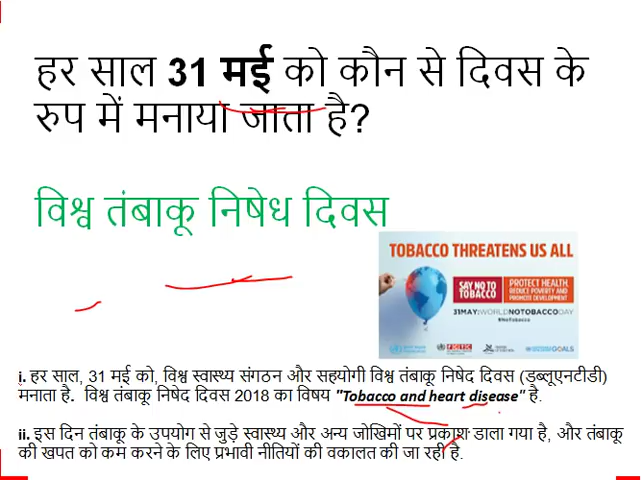 हर साल 31 मई को कौन से दिवस के
रुप में मनाया जाता है?
विश्व तंबाकू निषेध दिवस
TOBACCO THREATENS US ALL
SAY NO TO
TOBACCO
PROTECT HEALTH,
REDUCE POVERTY AND
PROMOTE DEVELOPMENT
31MAY:WORLDNOTOBACCODAY
#NoTobacco
GOALS
i. हर साल, 31 मई को, विश्व स्वास्थ्य संगठन और सहयोगी विश्व तंबाकू निषेद दिवस (डब्लूएनटीडी)
मनाता है. विश्व तंबाकू निषेद दिवस 2018 का विषय "Tobacco and heart disease" है.
ii. इस दिन तंबाकू के उपयोग से जुड़े स्वास्थ्य और अन्य जोखिमों पर प्रकाश डाला गया है, और तंबाकू
की खपत को कम करने के लिए प्रभावी नीतियों की वकालत की जा रही है.